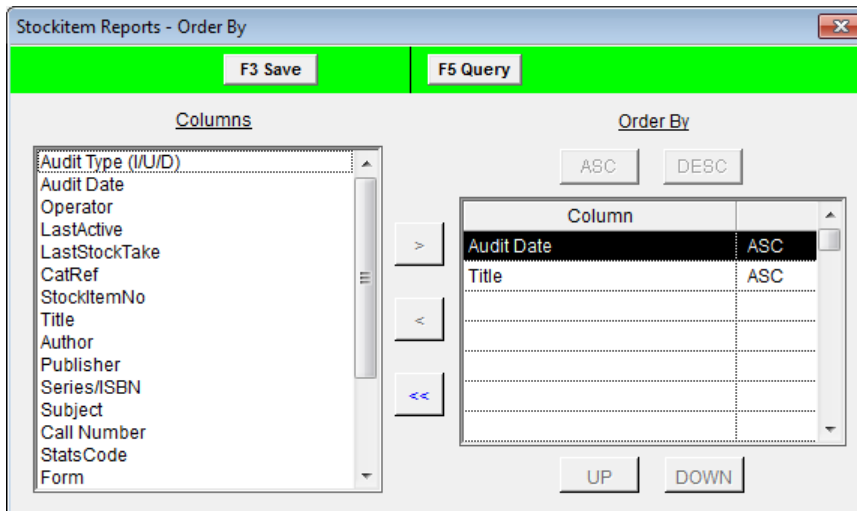 Stockitem Reports - Order By
F3 Save
F5 Query
Columns
Audit Type (I/U/D)
Audit Date
Operator
LastActive
LastStockTake
CatRef
StockItemNo
Title
Author
Publisher
Series/ISBN
Subject
Call Number
StatsCode
Form
>
<
<<
Order By
ASC DESC
Column
Audit Date ASC
Title ASC
UP DOWN